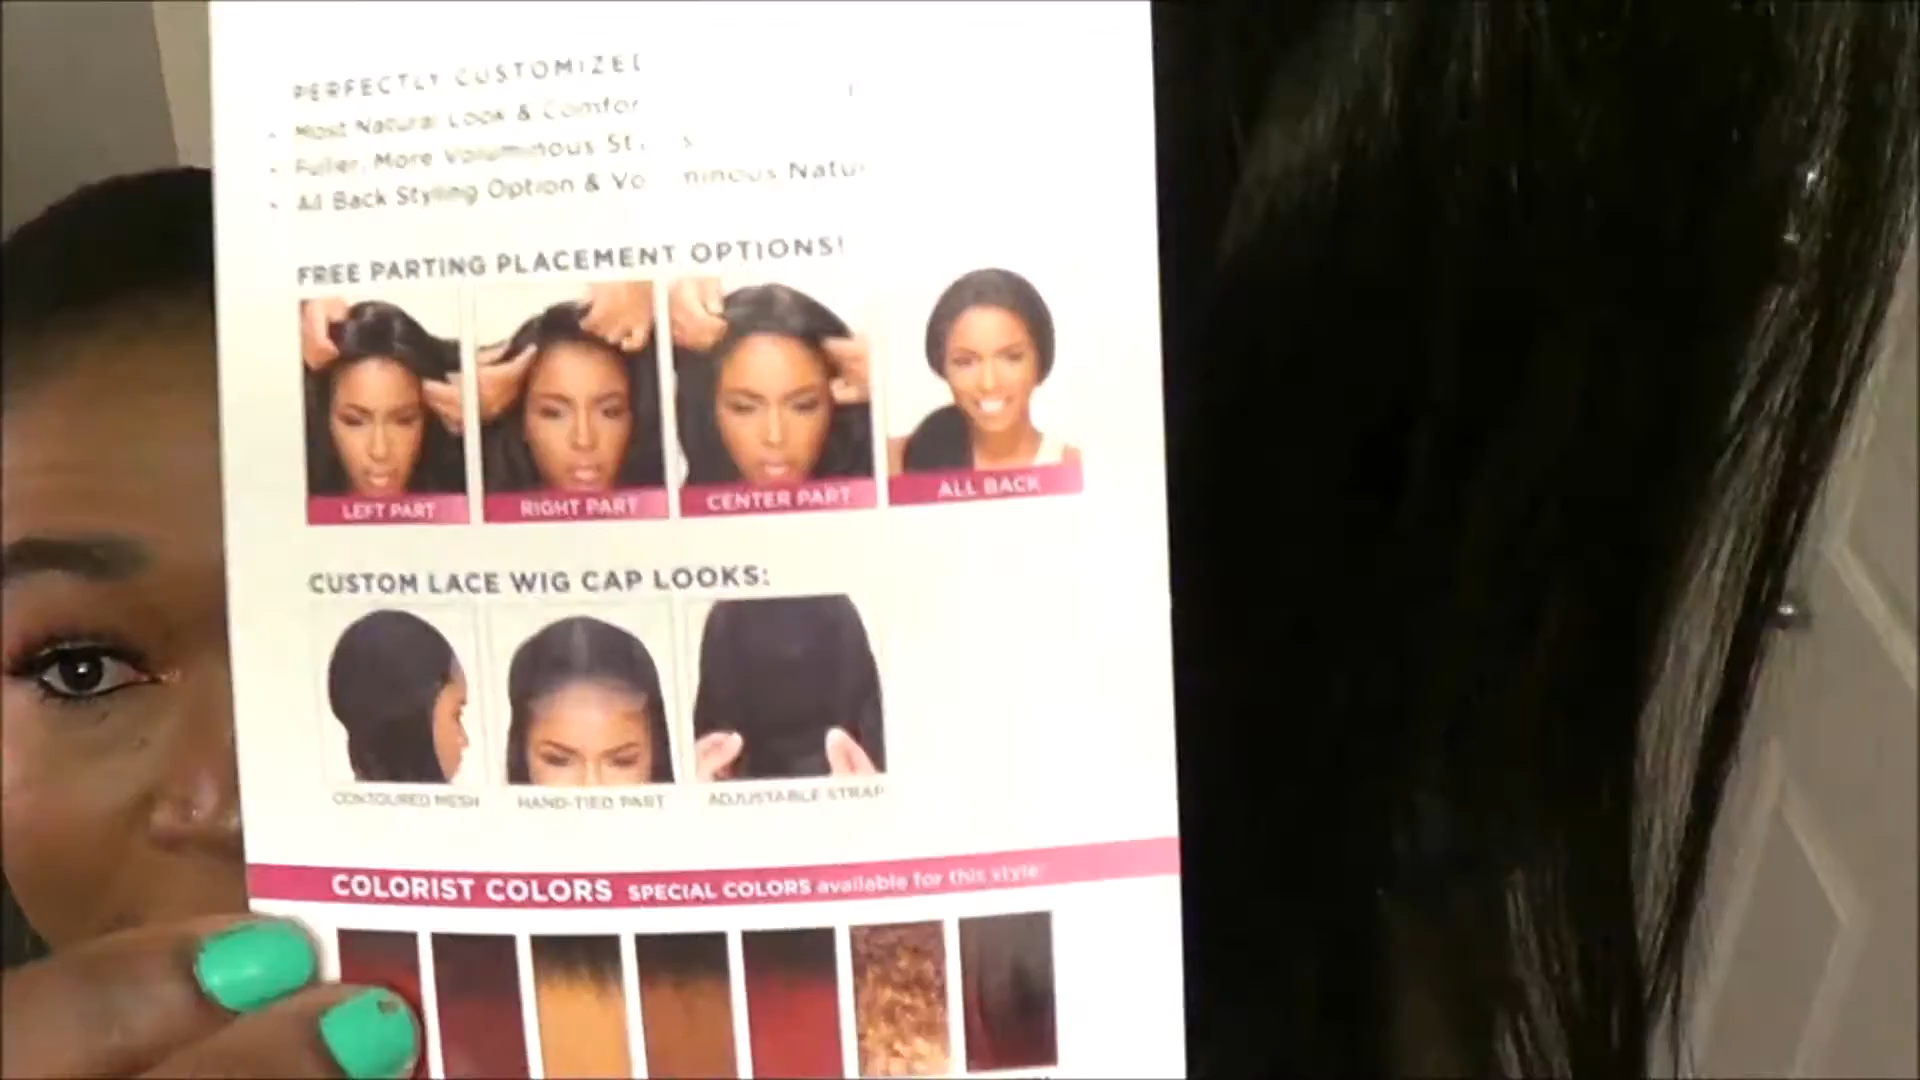 PERFECTLY CUSTOMIZE
• Most Natural Look & Comfor
• Fuller, More Voluminous
• All Back Styling Option & Natu
FREE PARTING PLACEMENT OPTIONS!
LEFT PART
RIGHT PART
CENTER PART
ALL BACK
CUSTOM LACE WIG CAP LOOKS:
CONTOURED MESH
HAND-TIED PART
ADJUSTABLE STRAP
COLORIST COLORS SPECIAL COLORS available for this style